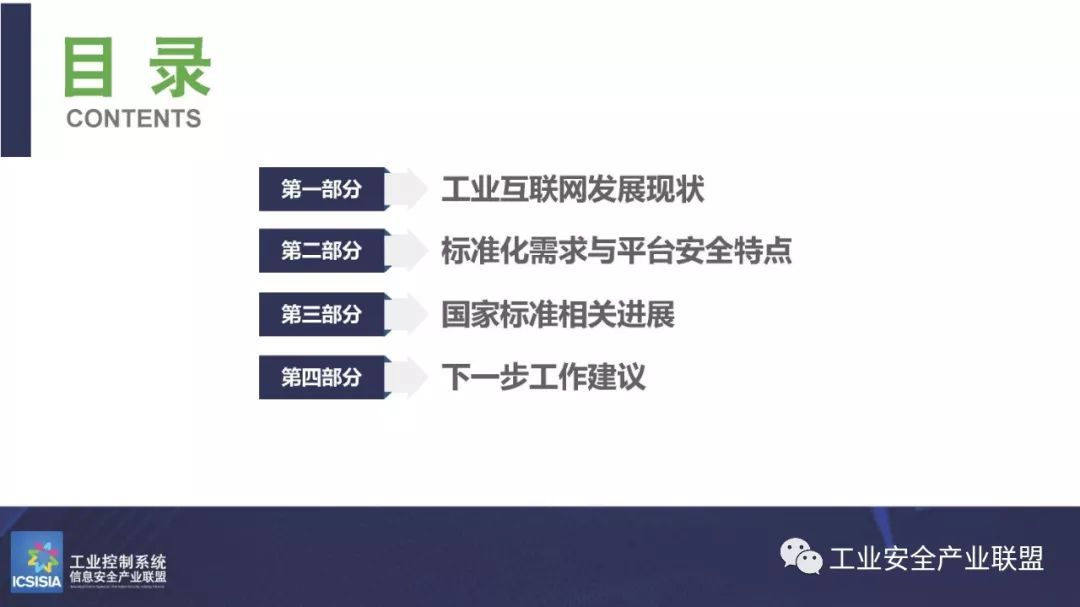 目 录
CONTENTS
第一部分 工业互联网发展现状
第二部分 标准化需求与平台安全特点
第三部分 国家标准相关进展
第四部分 下一步工作建议
ICSISIA
工业控制系统
信息安全产业联盟
工业安全产业联盟